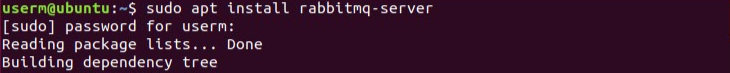 userm@ubuntu:~$ sudo apt install rabbitmq-server
[sudo] password for userm:
Reading package lists... Done
Building dependency tree